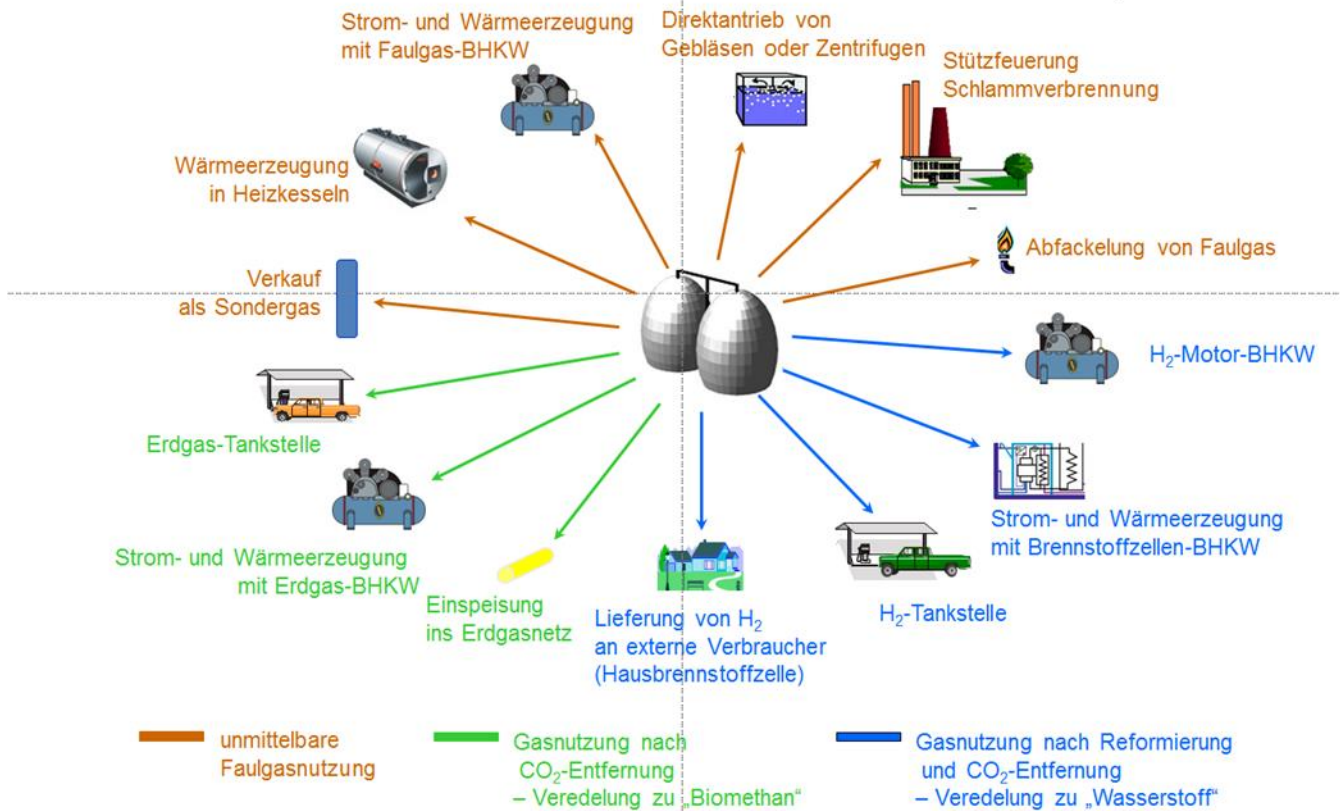 Strom- und Wärmeerzeugung
mit Faulgas-BHKW
Direktantrieb von
Gebläsen oder Zentrifugen
Stützfeuerung
Schlammverbrennung
Wärmeerzeugung
in Heizkesseln
Abfackelung von Faulgas
Verkauf
als Sondergas
H₂-Motor-BHKW
Erdgas-Tankstelle
Strom- und Wärmeerzeugung
mit Brennstoffzellen-BHKW
Strom- und Wärmeerzeugung
mit Erdgas-BHKW
Einspeisung
ins Erdgasnetz
Lieferung von H₂
an externe Verbraucher
(Hausbrennstoffzelle)
H₂-Tankstelle
unmittelbare
Faulgasnutzung
Gasnutzung nach
CO₂-Entfernung
– Veredelung zu „Biomethan“
Gasnutzung nach Reformierung
und CO₂-Entfernung
– Veredelung zu „Wasserstoff“